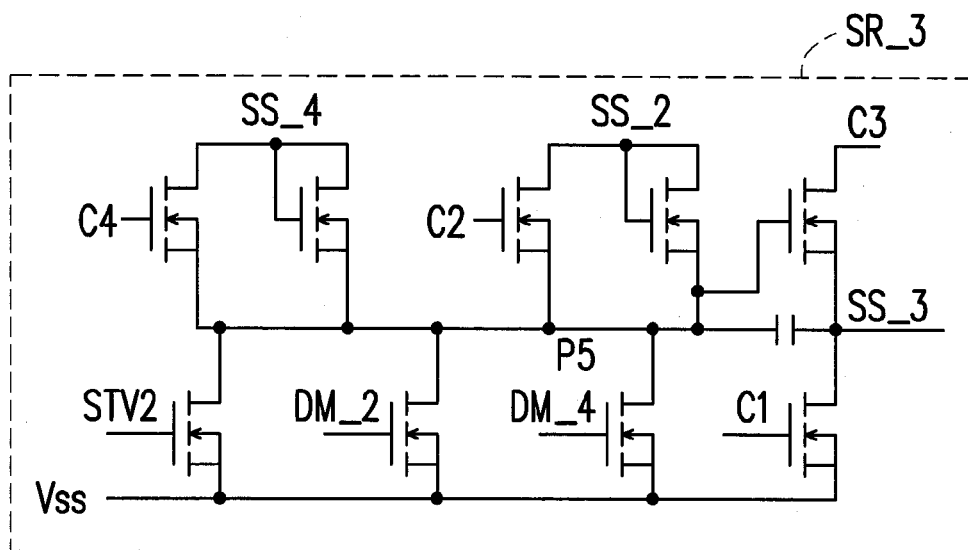 SR_3
SS_4
SS_2
C3
C4
C2
SS_3
P5
STV2
DM_2
DM_4
C1
Vss